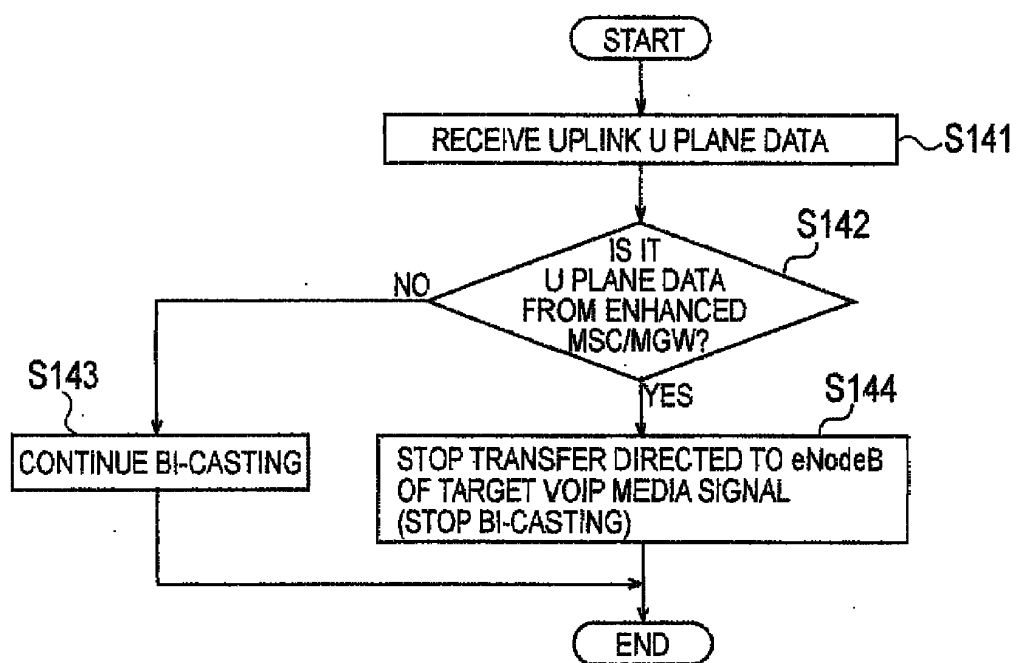 START
RECEIVE UPLINK U PLANE DATA
S141
S142
IS IT
U PLANE DATA
FROM ENHANCED
MSC/MGW?
NO
YES
S143
CONTINUE BI-CASTING
S144
STOP TRANSFER DIRECTED TO eNodeB
OF TARGET VOIP MEDIA SIGNAL
(STOP BI-CASTING)
END